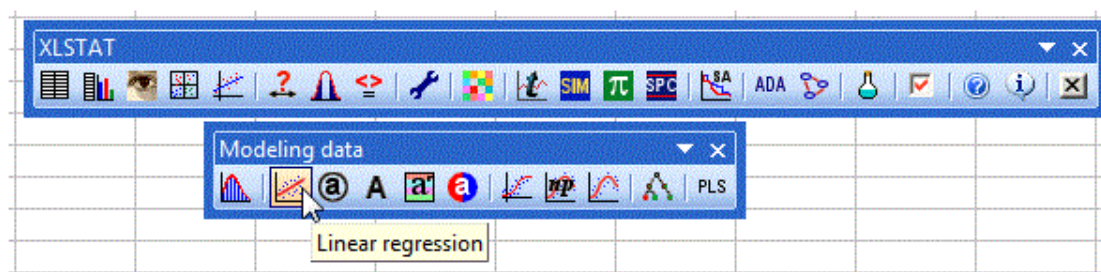 XLSTAT
? <> t SIM π SPC SA ADA ? i
Modeling data
a A a a np PLS
Linear regression